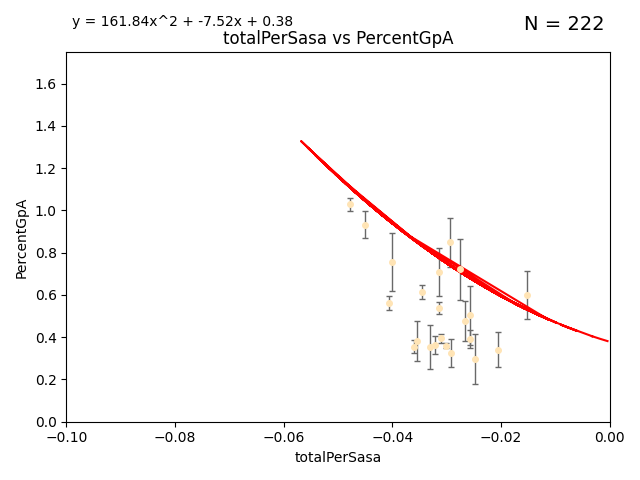 y = 161.84x^2 + -7.52x + 0.38
N = 222
totalPerSasa vs PercentGpA
1.6
1.4
1.2
1.0
0.8
0.6
0.4
0.2
0.0
PercentGpA
−0.10 −0.08 −0.06 −0.04 −0.02 0.00
totalPerSasa